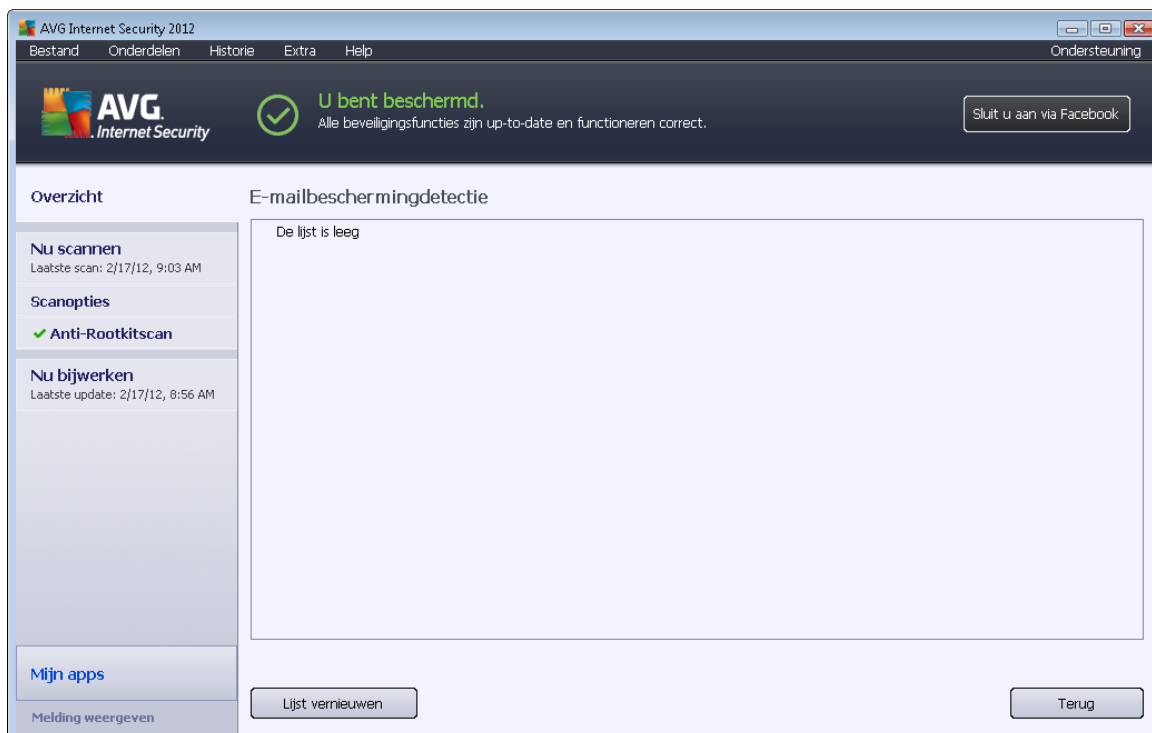 AVG Internet Security 2012
Bestand Onderdelen Historie Extra Help Ondersteuning
AVG.
Internet Security
U bent beschermd.
Alle beveiligingsfuncties zijn up-to-date en functioneren correct.
Sluit u aan via Facebook
Overzicht
Nu scannen
Laatste scan: 2/17/12, 9:03 AM
Scanopties
Anti-Rootkitscan
Nu bijwerken
Laatste update: 2/17/12, 8:56 AM
Mijn apps
Melding weergeven
E-mailbeschermingdetectie
De lijst is leeg
Lijst vernieuwen
Terug